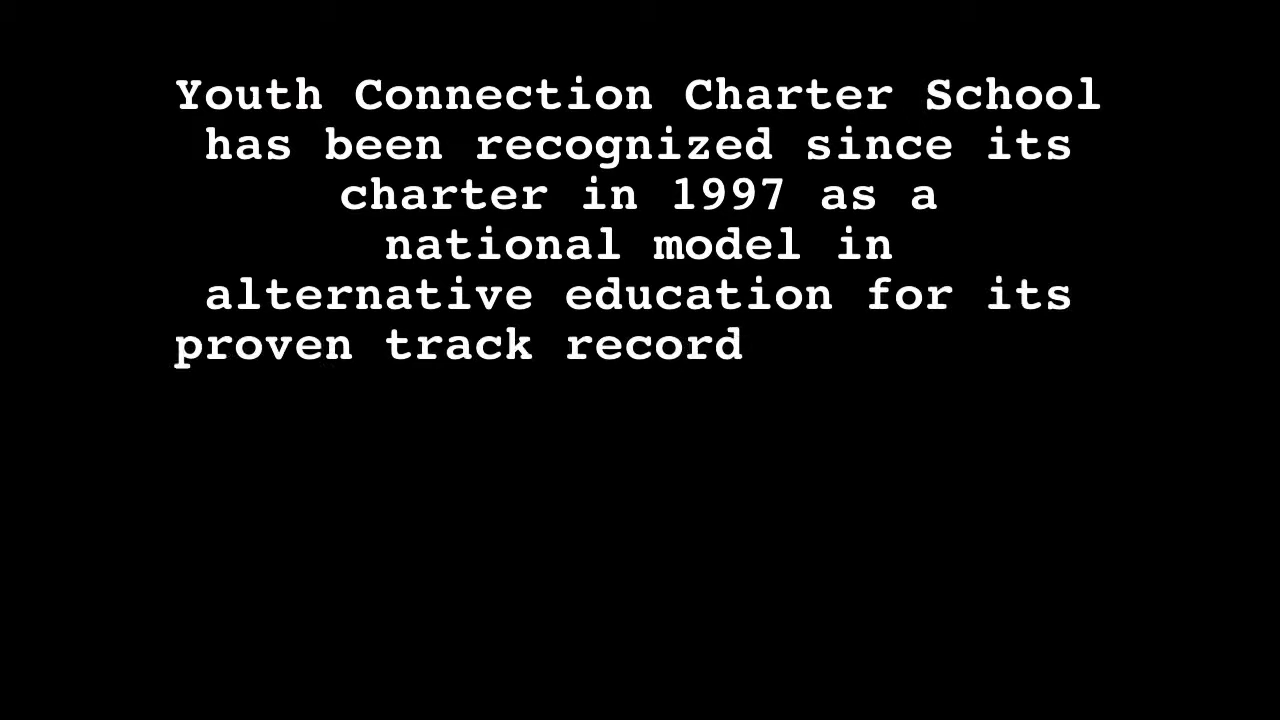 Youth Connection Charter School
has been recognized since its
charter in 1997 as a
national model in
alternative education for its
proven track record